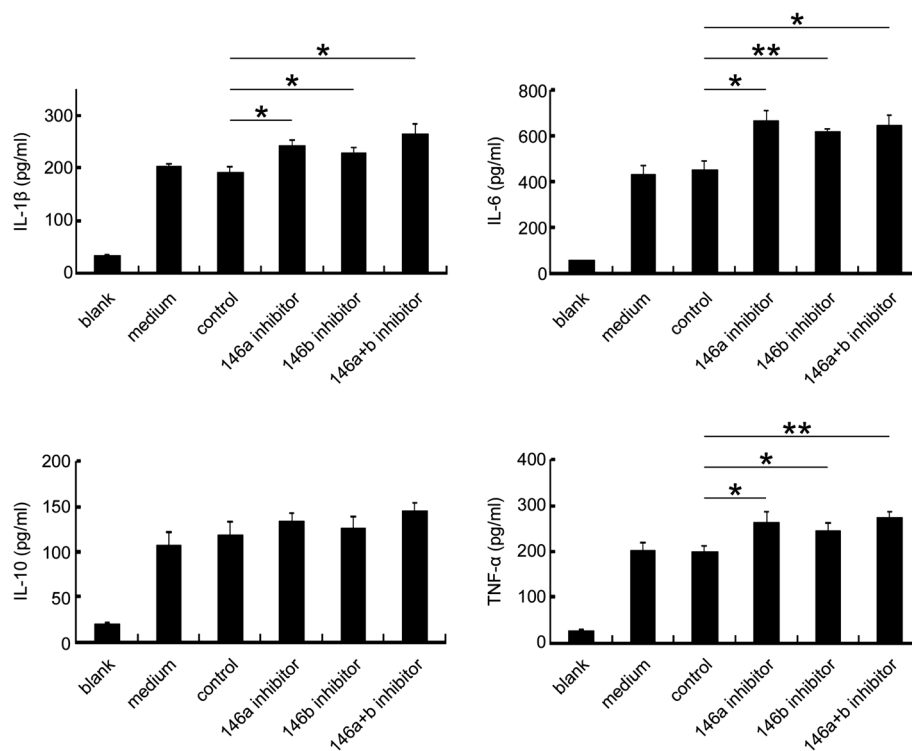 *
*
*
IL-1β (pg/ml)
300
200
100
0
blank
medium
control
146a inhibitor
146b inhibitor
146a+b inhibitor
*
**
*
IL-6 (pg/ml)
800
600
400
200
0
blank
medium
control
146a inhibitor
146b inhibitor
146a+b inhibitor
IL-10 (pg/ml)
200
150
100
50
0
blank
medium
control
146a inhibitor
146b inhibitor
146a+b inhibitor
**
*
*
TNF-α (pg/ml)
400
300
200
100
0
blank
medium
control
146a inhibitor
146b inhibitor
146a+b inhibitor